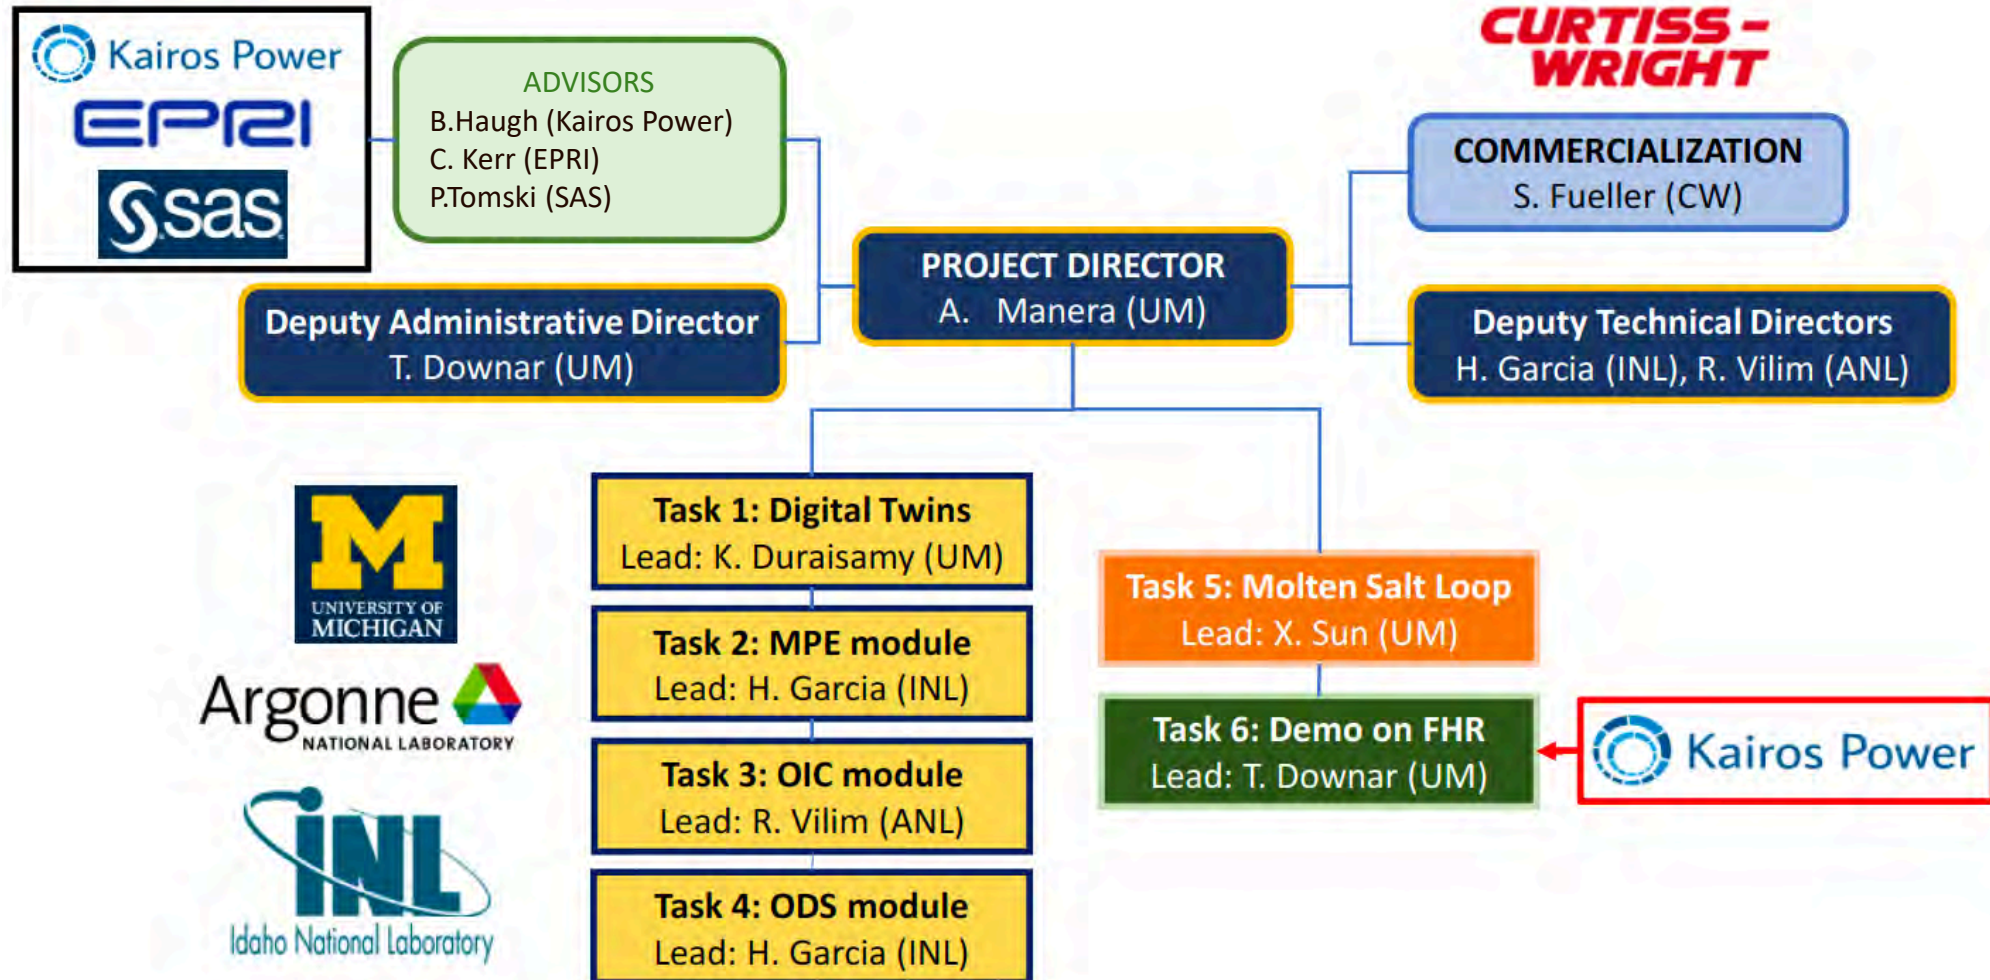 Kairos Power
EPRI
sas
ADVISORS
B.Haugh (Kairos Power)
C. Kerr (EPRI)
P.Tomski (SAS)
CURTISS -
WRIGHT
COMMERCIALIZATION
S. Fueller (CW)
PROJECT DIRECTOR
A. Manera (UM)
Deputy Administrative Director
T. Downar (UM)
Deputy Technical Directors
H. Garcia (INL), R. Vilim (ANL)
M
UNIVERSITY OF
MICHIGAN
Argonne
NATIONAL LABORATORY
INL
Idaho National Laboratory
Task 1: Digital Twins
Lead: K. Duraisamy (UM)
Task 2: MPE module
Lead: H. Garcia (INL)
Task 3: OIC module
Lead: R. Vilim (ANL)
Task 4: ODS module
Lead: H. Garcia (INL)
Task 5: Molten Salt Loop
Lead: X. Sun (UM)
Task 6: Demo on FHR
Lead: T. Downar (UM)
Kairos Power